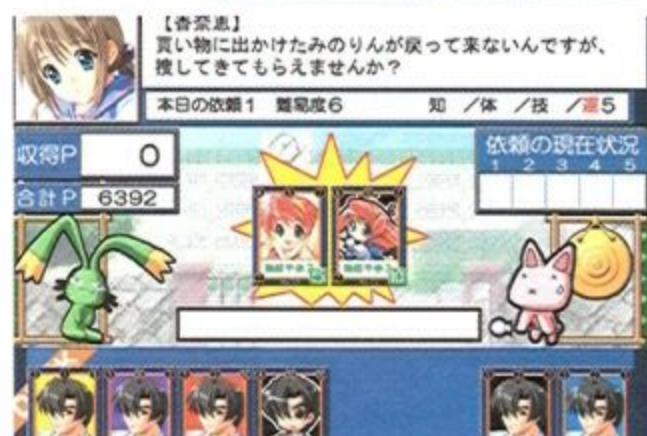 【香奈恵】
買い物に出かけたみのりんが戻って来ないんですが、
捜してきてもらえませんか？
本日の依頼1 難易度6 知 /体 /技 /運5
収得P 0
合計P 6392
依頼の現在状況
1 2 3 4 5